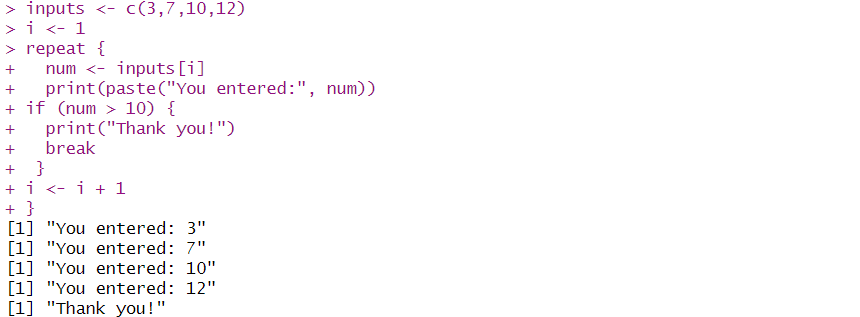 > inputs <- c(3,7,10,12)
> i <- 1
> repeat {
+   num <- inputs[i]
+   print(paste("You entered:", num))
+ if (num > 10) {
+   print("Thank you!")
+   break
+  }
+ i <- i + 1
+ }
[1] "You entered: 3"
[1] "You entered: 7"
[1] "You entered: 10"
[1] "You entered: 12"
[1] "Thank you!"